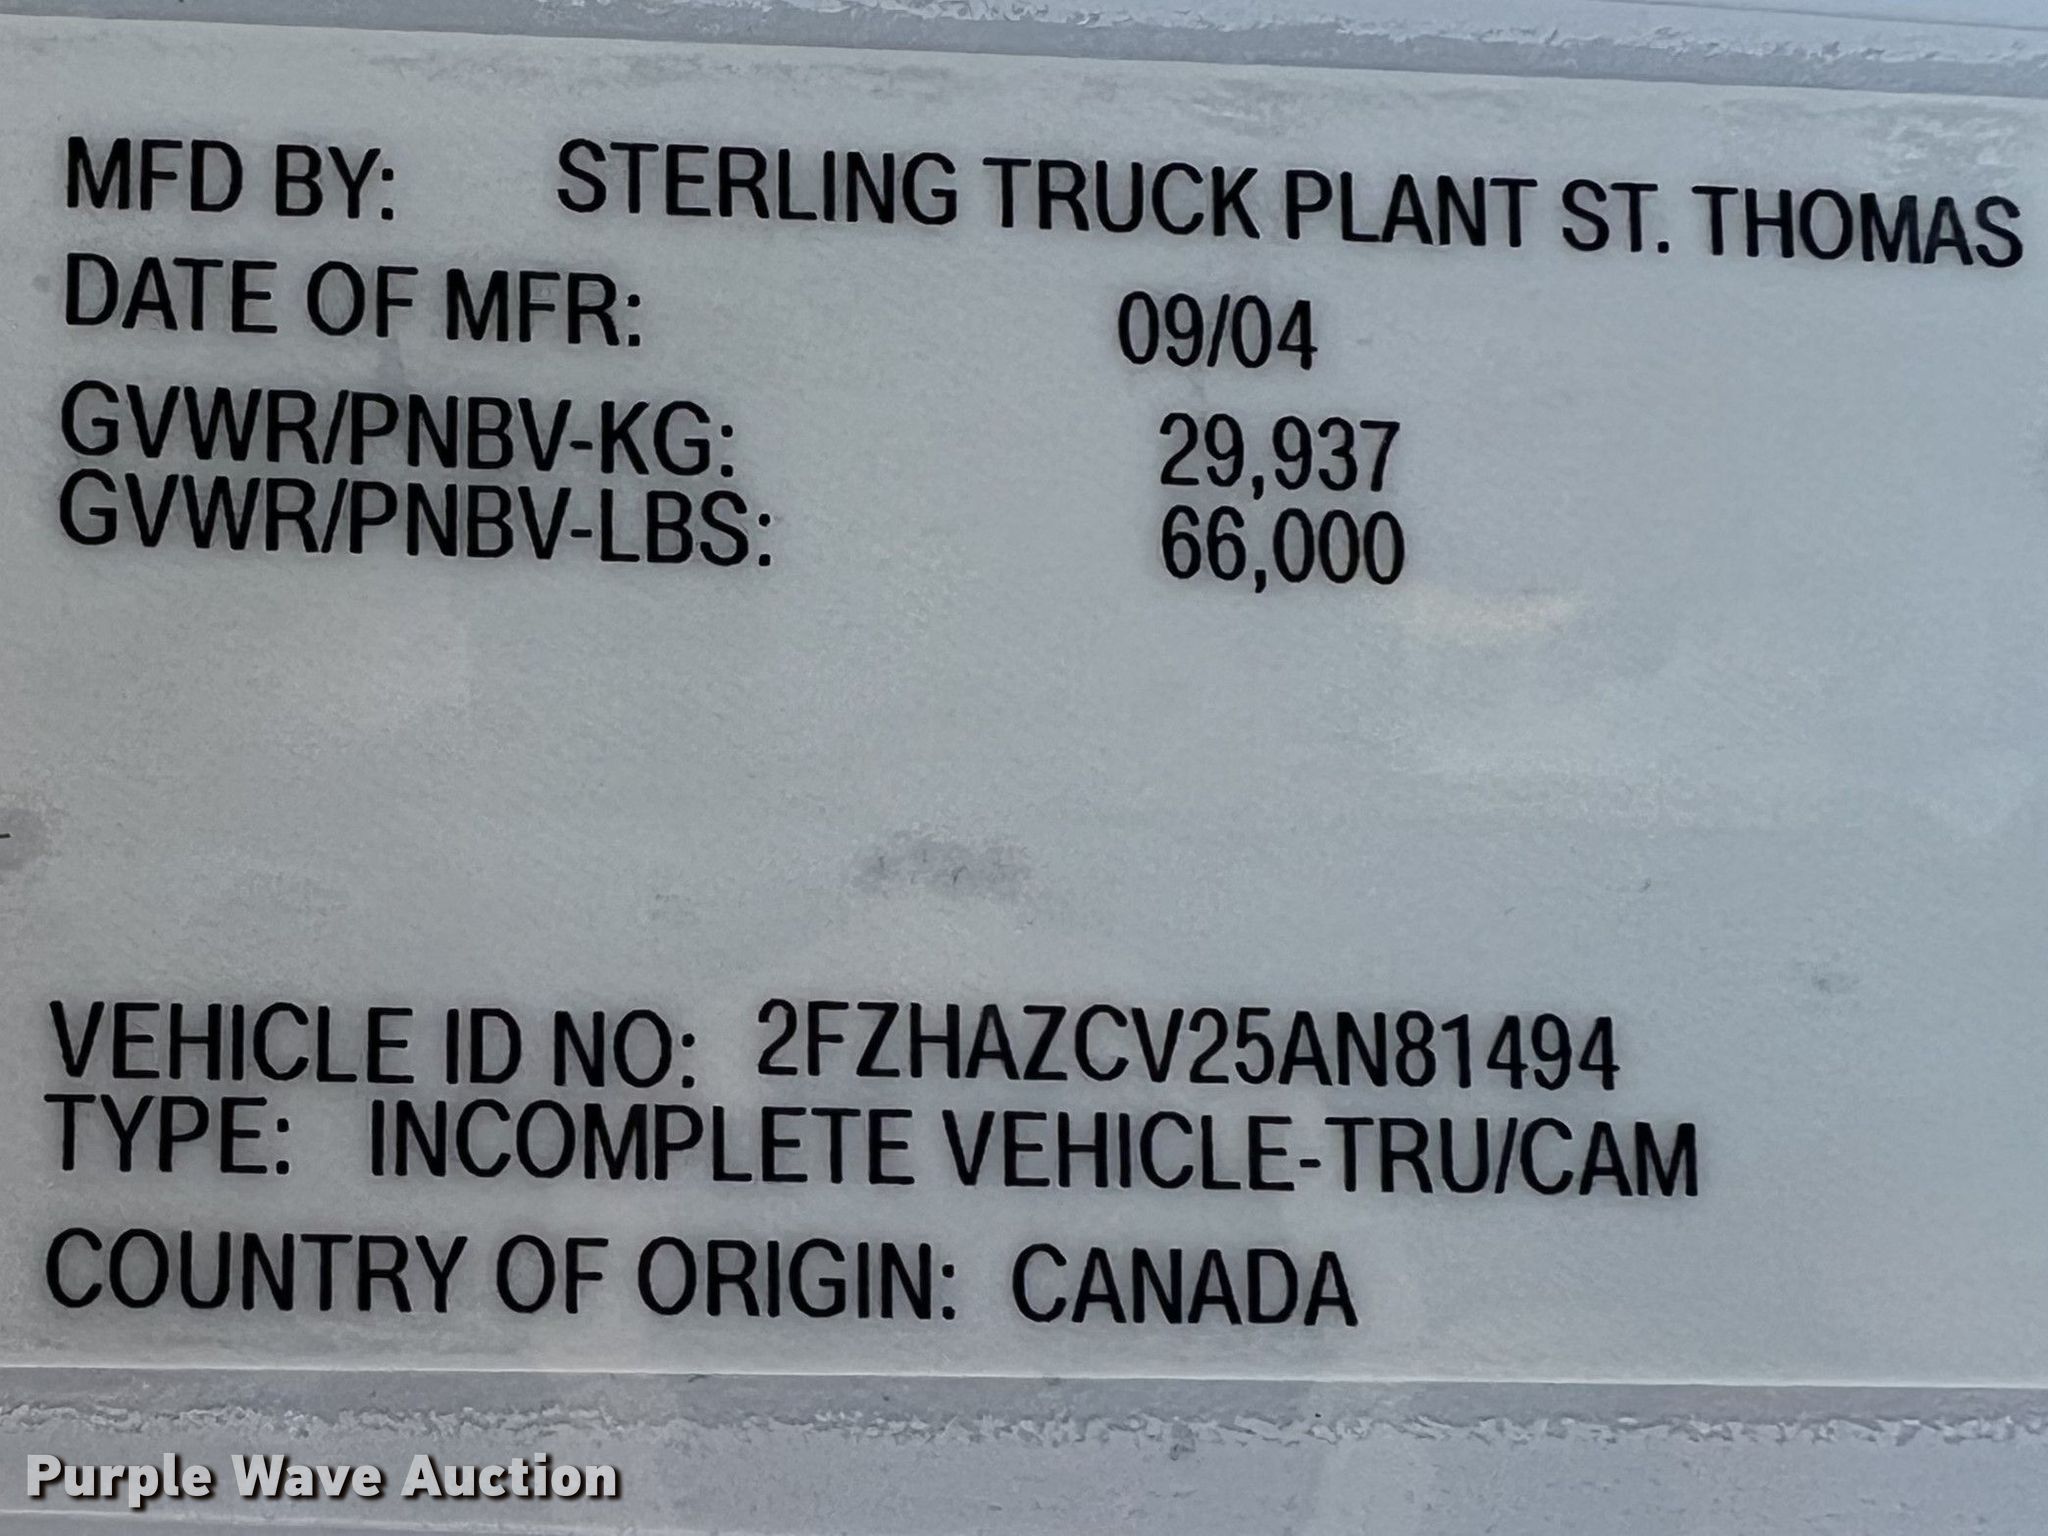 MFD BY: STERLING TRUCK PLANT ST. THOMAS
DATE OF MFR: 09/04
GVWR/PNBV-KG: 29,937
GVWR/PNBV-LBS: 66,000
VEHICLE ID NO: 2FZHAZCV25AN81494
TYPE: INCOMPLETE VEHICLE-TRU/CAM
COUNTRY OF ORIGIN: CANADA
Purple Wave Auction